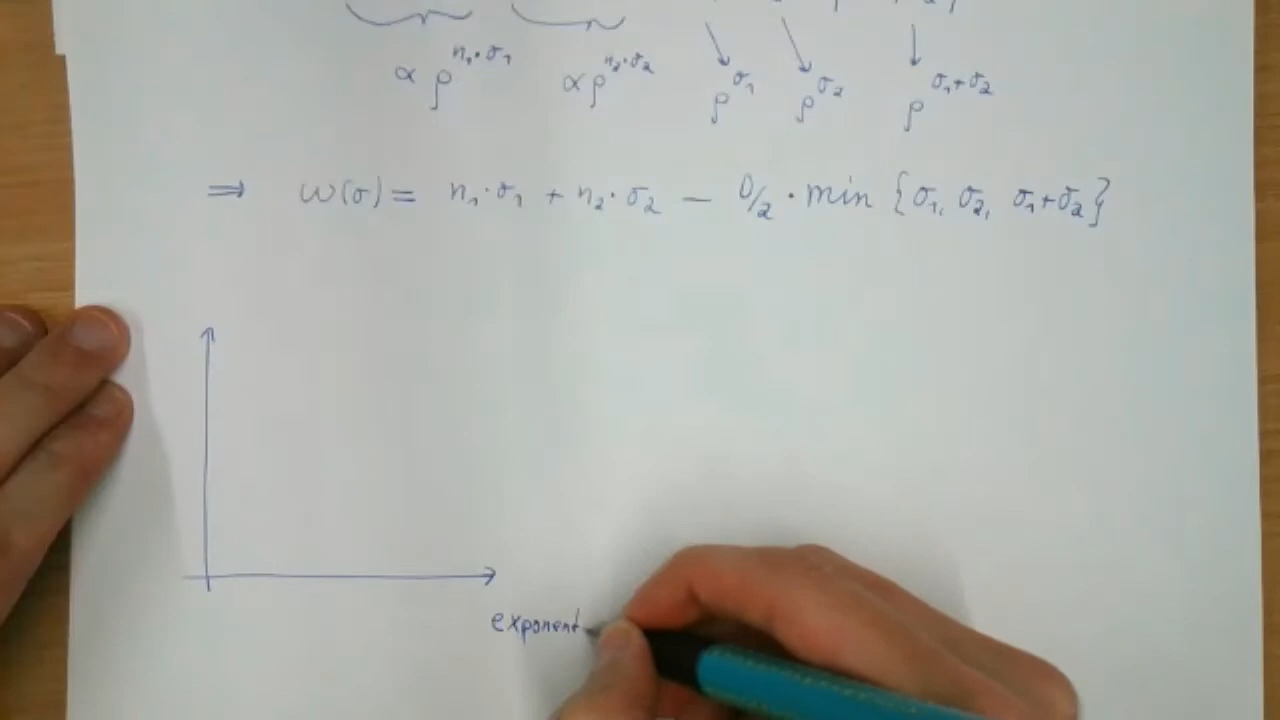 ∝ ρ^{n₁·σ₁} ∝ρ^{n₂·σ₂} ρ^{σ₁} ρ^{σ₂} ρ^{σ₁+σ₂}
⇒ ω(σ) = n₁·σ₁ + n₂·σ₂ – D/2 · min {σ₁, σ₂, σ₁+σ₂}
exponent